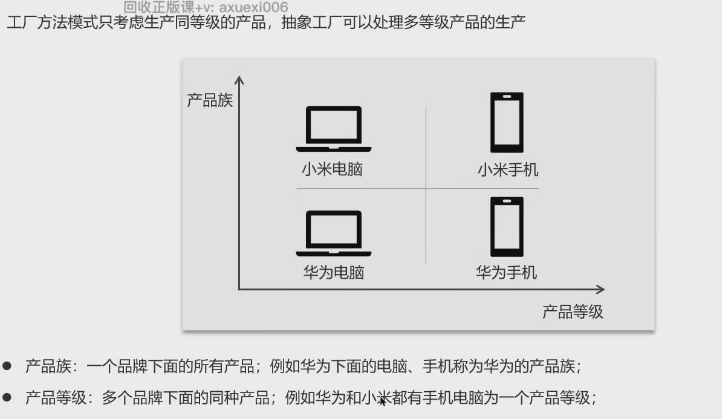 回收正版课+v: axuexi006
工厂方法模式只考虑生产同等级的产品，抽象工厂可以处理多等级产品的生产
产品族
小米电脑
小米手机
华为电脑
华为手机
产品等级
产品族：一个品牌下面的所有产品；例如华为下面的电脑、手机称为华为的产品族；
产品等级：多个品牌下面的同种产品；例如华为和小米都有手机电脑为一个产品等级；